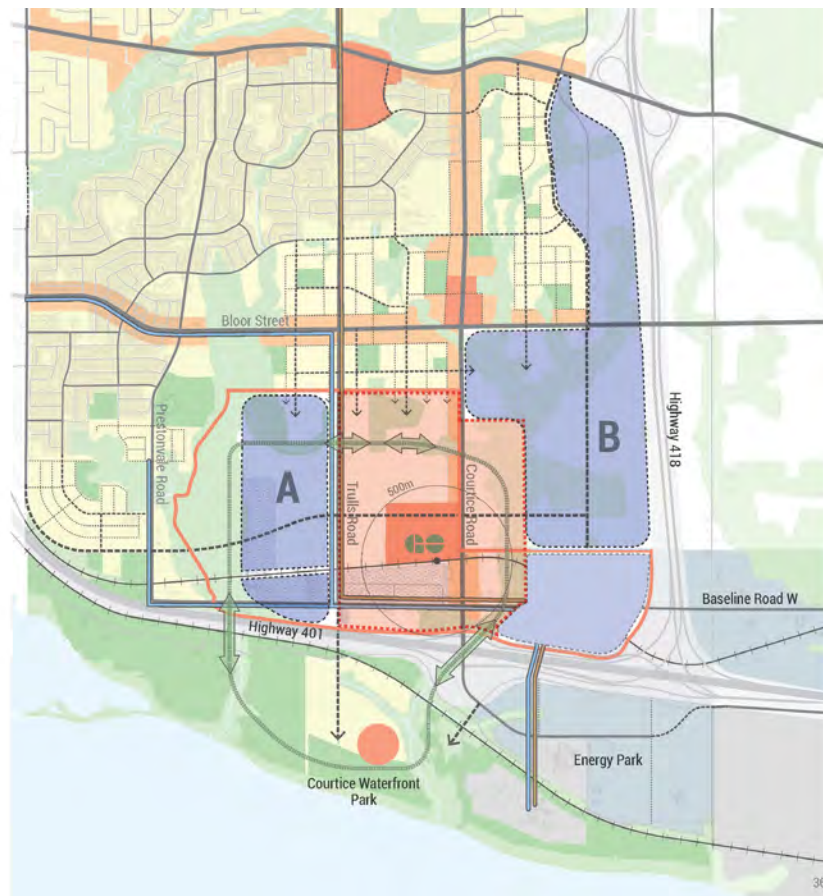 Bloor Street
Prestonvale Road
Highway 418
A
B
Trulls Road
500m
Courtice Road
GO
Baseline Road W
Highway 401
Energy Park
Courtice Waterfront
Park